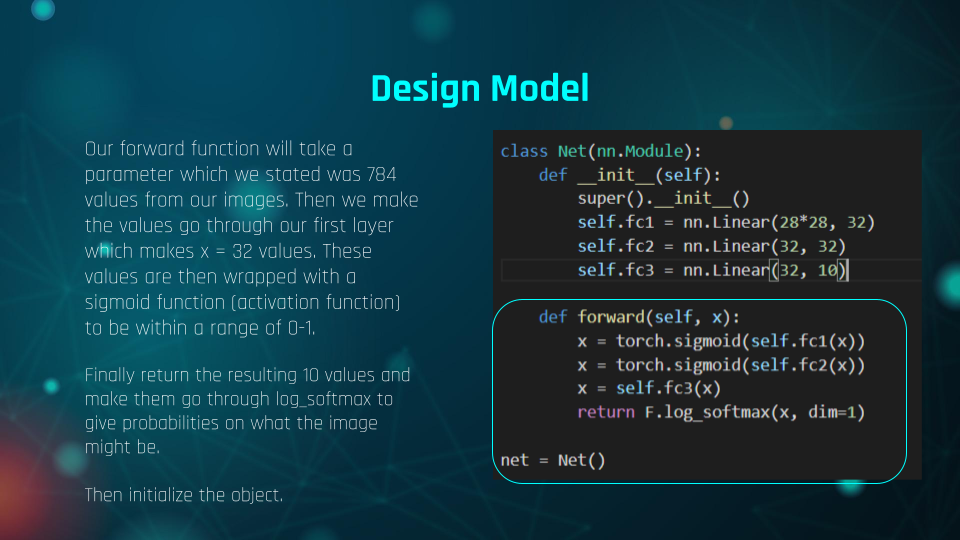 Design Model
Our forward function will take a
parameter which we stated was 784
values from our images. Then we make
the values go through our first layer
which makes x = 32 values. These
values are then wrapped with a
sigmoid function (activation function)
to be within a range of 0-1.
Finally return the resulting 10 values and
make them go through log_softmax to
give probabilities on what the image
might be.
Then initialize the object.
class Net(nn.Module):
    def __init__(self):
        super().__init__()
        self.fc1 = nn.Linear(28*28, 32)
        self.fc2 = nn.Linear(32, 32)
        self.fc3 = nn.Linear(32, 10)
    def forward(self, x):
        x = torch.sigmoid(self.fc1(x))
        x = torch.sigmoid(self.fc2(x))
        x = self.fc3(x)
        return F.log_softmax(x, dim=1)
net = Net()